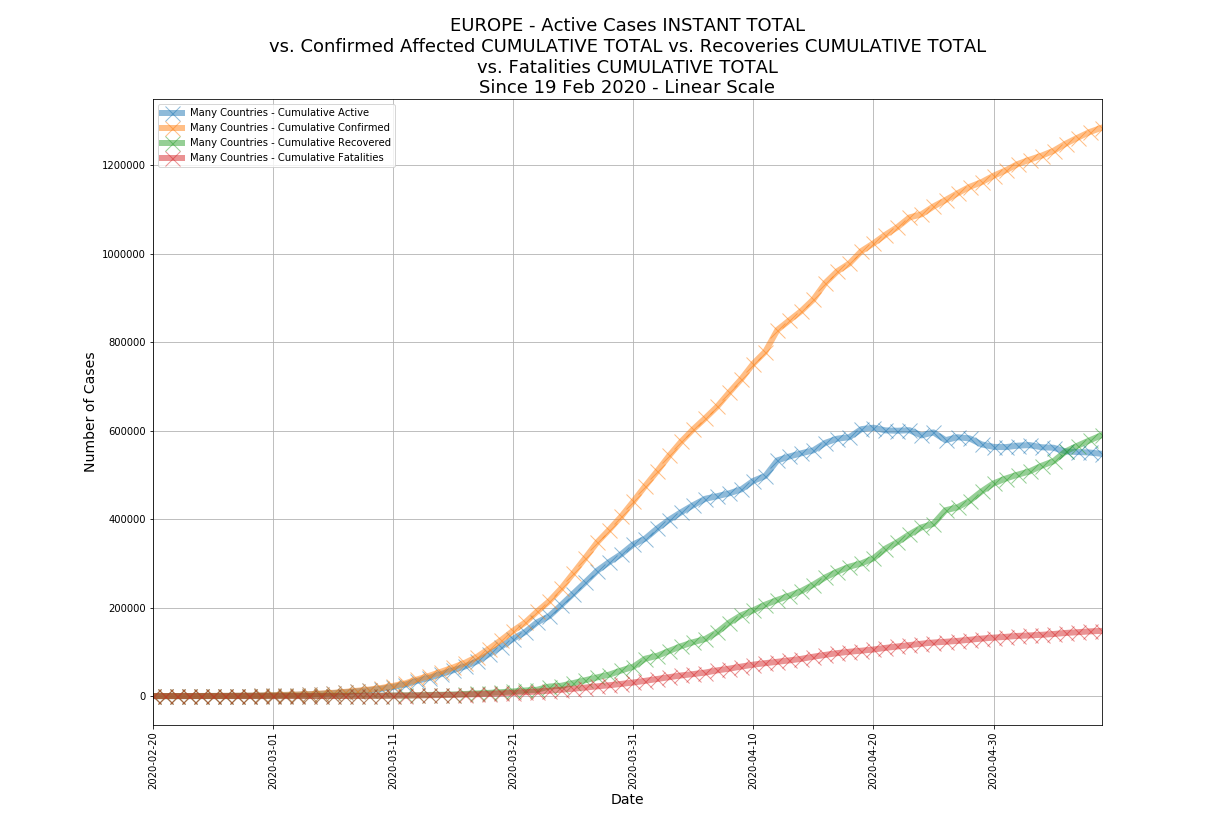 EUROPE - Active Cases INSTANT TOTAL
vs. Confirmed Affected CUMULATIVE TOTAL vs. Recoveries CUMULATIVE TOTAL
vs. Fatalities CUMULATIVE TOTAL
Since 19 Feb 2020 - Linear Scale
Many Countries - Cumulative Active
Many Countries - Cumulative Confirmed
Many Countries - Cumulative Recovered
Many Countries - Cumulative Fatalities
Number of Cases
1200000
1000000
800000
600000
400000
200000
0
2020-02-20
2020-03-01
2020-03-11
2020-03-21
2020-03-31
2020-04-10
2020-04-20
2020-04-30
Date